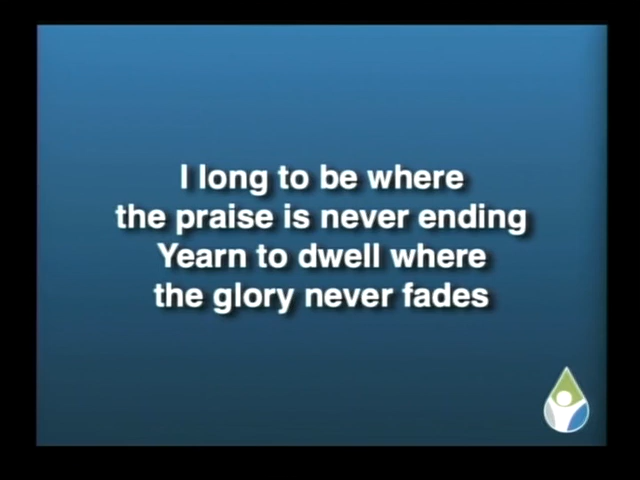 I long to be where
the praise is never ending
Yearn to dwell where
the glory never fades